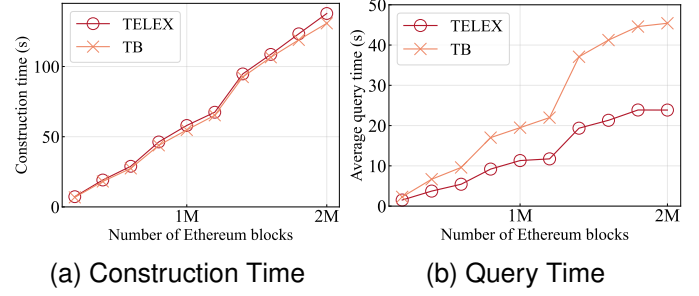 TELEX
TB
Construction time (s)
100
50
0
1M
2M
Number of Ethereum blocks
(a) Construction Time
TELEX
TB
Average query time (s)
50
40
30
20
10
0
1M
2M
Number of Ethereum blocks
(b) Query Time